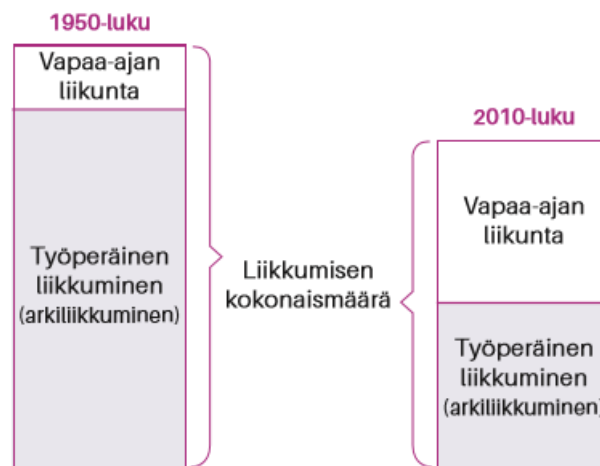 1950-luku
Vapaa-ajan
liikunta
Työperäinen
liikkuminen
(arkiliikkuminen)
Liikkumisen
kokonaismäärä
2010-luku
Vapaa-ajan
liikunta
Työperäinen
liikkuminen
(arkiliikkuminen)